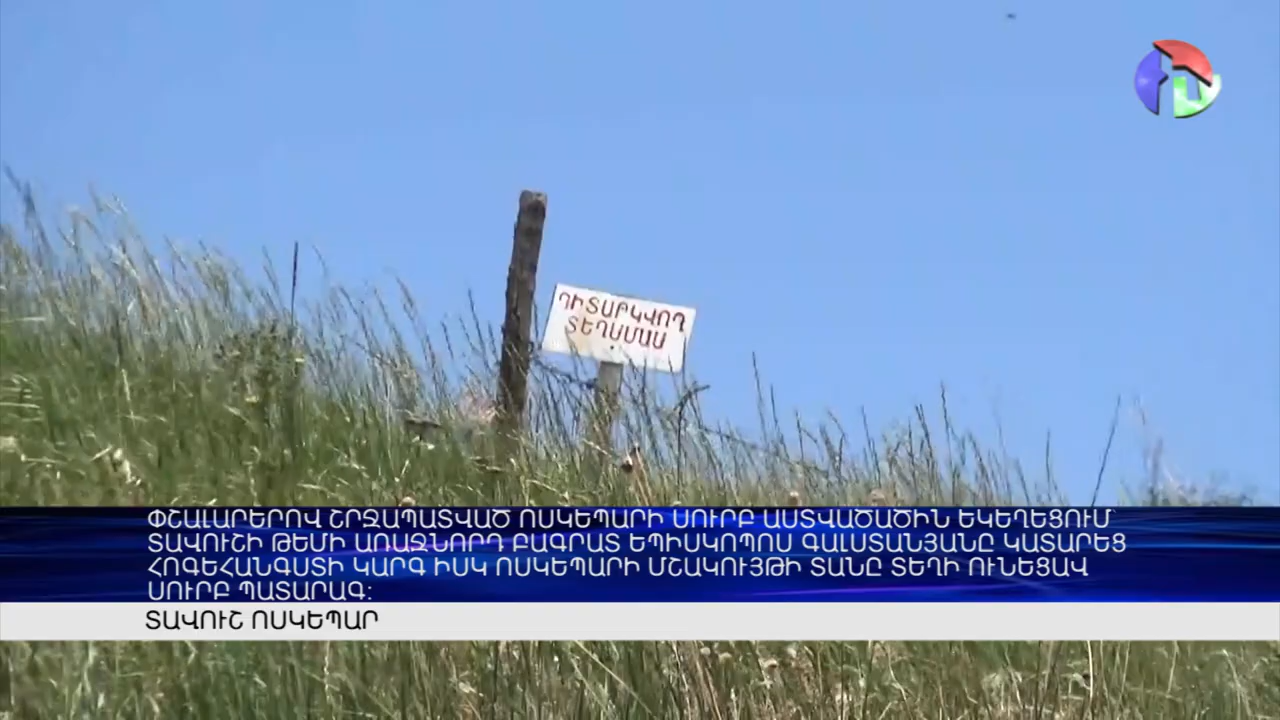 ԴԻՏԱՐԿՎՈՂ
ՏԵՂԱՄԱՍ
ՓՇԱԼԱՐԵՐՈՎ ՇՐՋԱՊԱՏՎԱԾ ՈՍԿԵՊԱՐԻ ՍՈՒՐԲ ԱՍՏՎԱԾԱԾԻՆ ԵԿԵՂԵՑՈՒՄ՝
ՏԱՎՈՒՇԻ ԹԵՄԻ ԱՌԱՋՆՈՐԴ ԲԱԳՐԱՏ ԵՊԻՍԿՈՊՈՍ ԳԱԼՍՏԱՆՅԱՆԸ ԿԱՏԱՐԵՑ
ՀՈԳԵՀԱՆԳՍՏԻ ԿԱՐԳ ԻՍԿ ՈՍԿԵՊԱՐԻ ՄՇԱԿՈՒՅԹԻ ՏԱՆԸ ՏԵՂԻ ՈՒՆԵՑԱՎ
ՍՈՒՐԲ ՊԱՏԱՐԱԳ։
ՏԱՎՈՒՇ ՈՍԿԵՊԱՐ